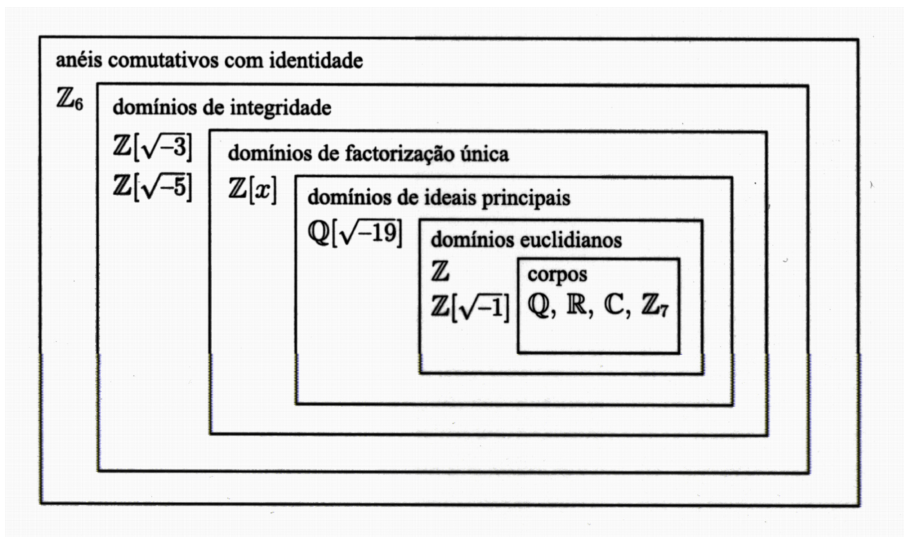 anéis comutativos com identidade
ℤ₆
domínios de integridade
ℤ[√−3]
ℤ[√−5]
domínios de factorização única
ℤ[x]
domínios de ideais principais
ℚ[√−19]
domínios euclidianos
ℤ
ℤ[√−1]
corpos
ℚ, ℝ, ℂ, ℤ₇